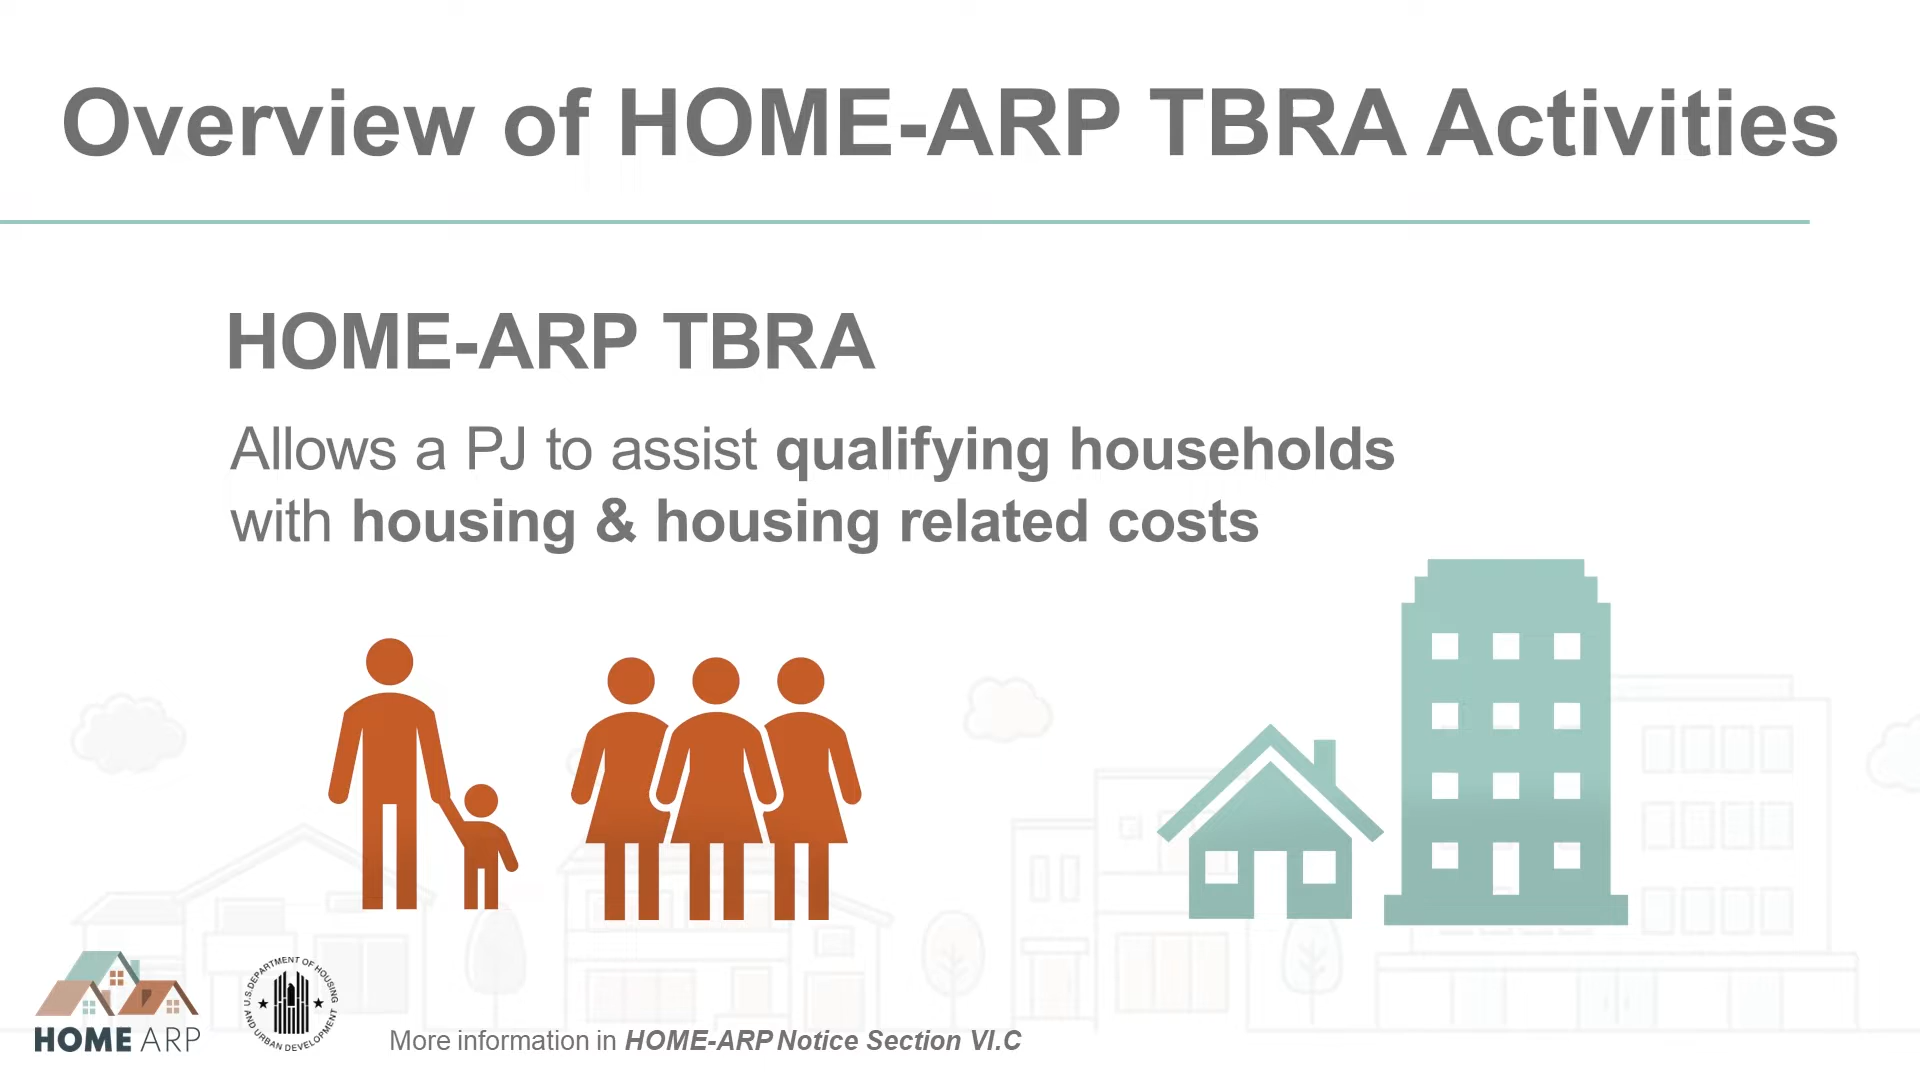 Overview of HOME-ARP TBRA Activities
HOME-ARP TBRA
Allows a PJ to assist qualifying households
with housing & housing related costs
HOME ARP
U.S. DEPARTMENT OF HOUSING
AND URBAN DEVELOPMENT
More information in HOME-ARP Notice Section VI.C